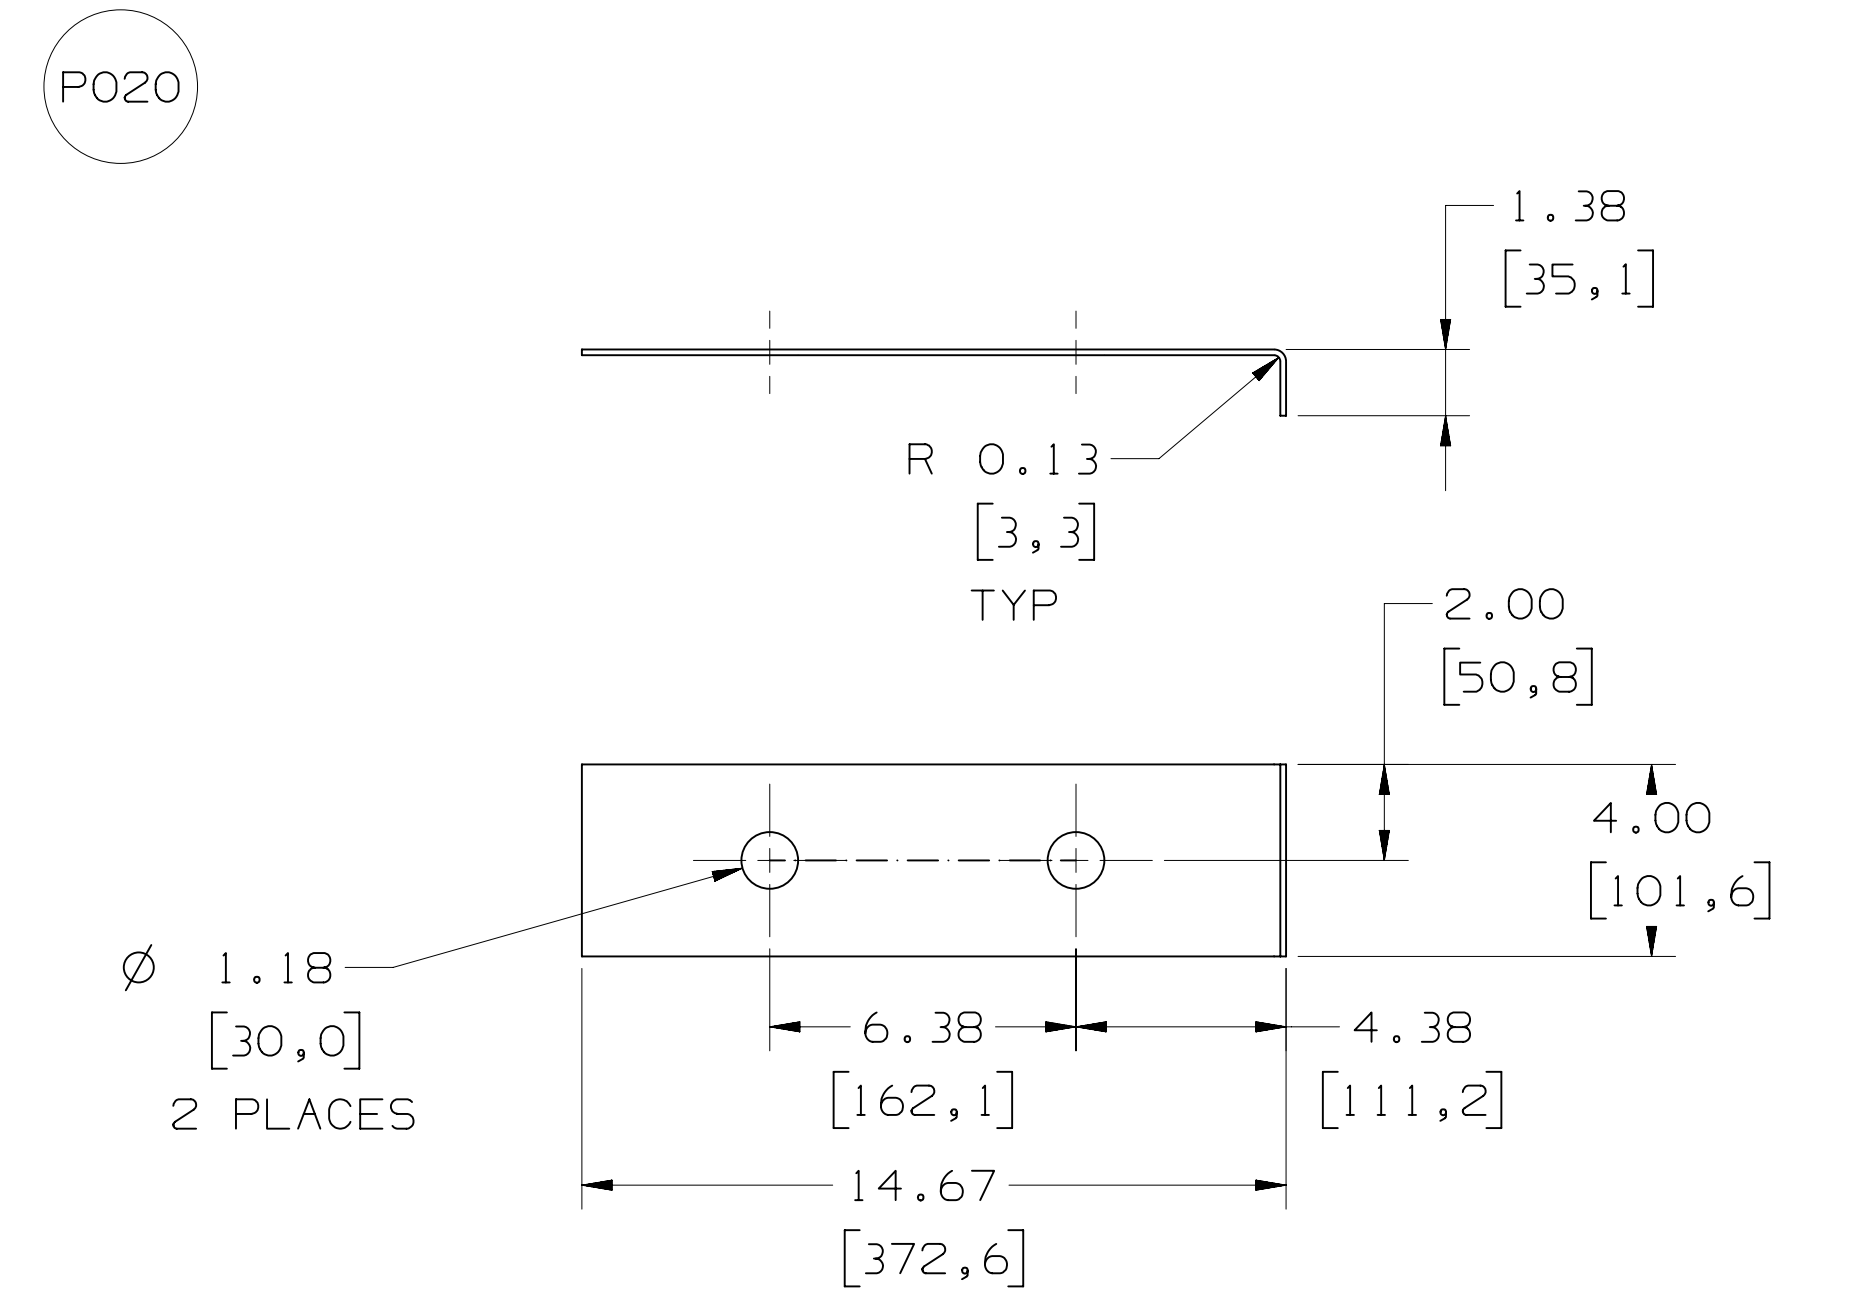 P020
1.38
[35,1]
R 0.13
[3,3]
TYP
2.00
[50,8]
4.00
[101,6]
Ø 1.18
[30,0]
2 PLACES
6.38
[162,1]
4.38
[111,2]
14.67
[372,6]